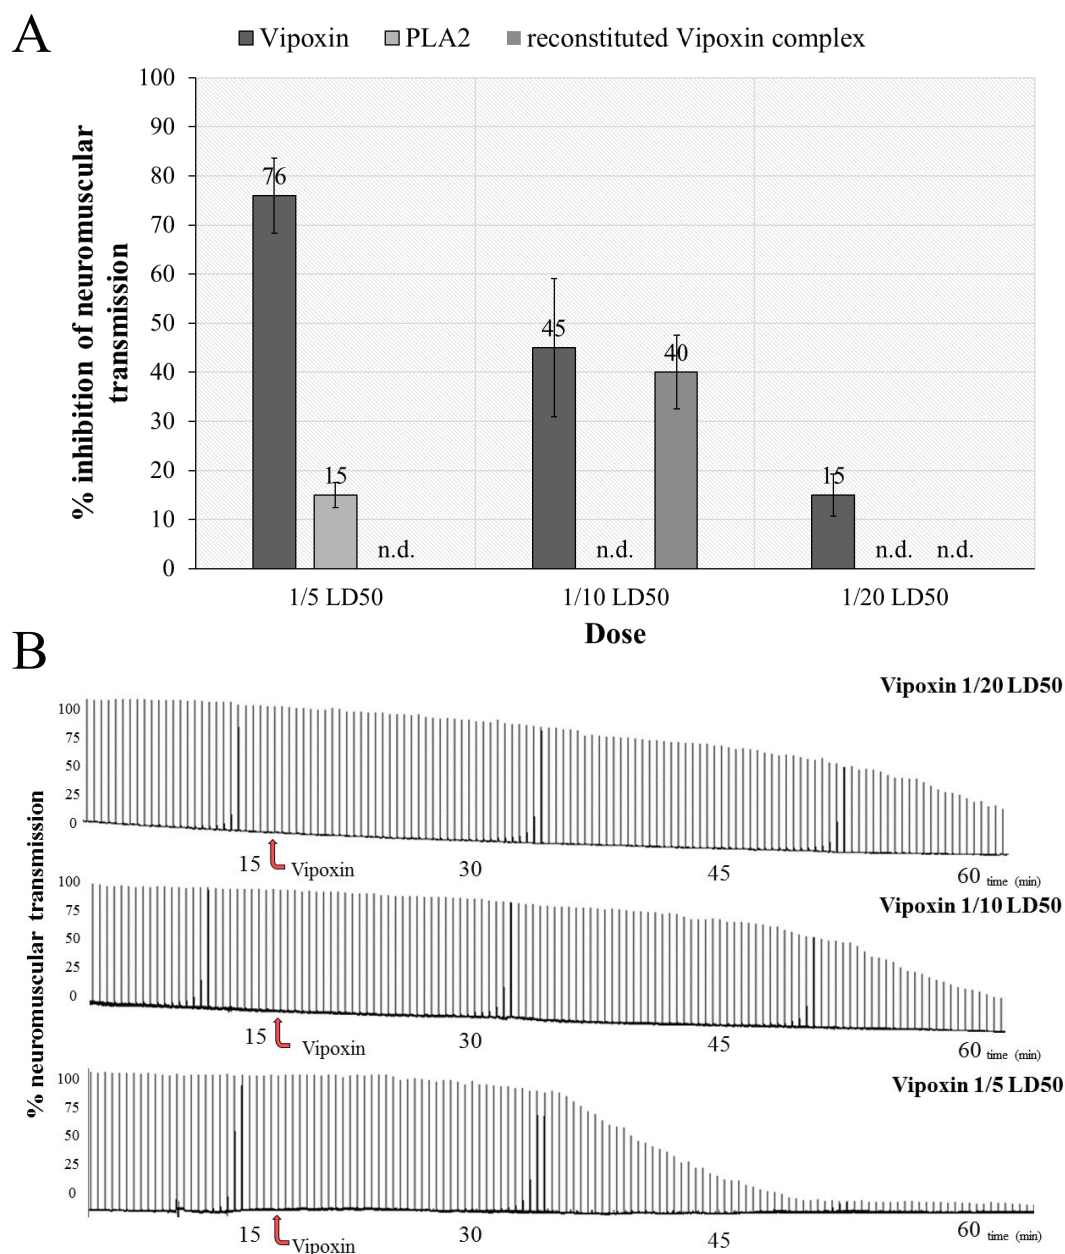 A
Vipoxin PLA2 reconstituted Vipoxin complex
% inhibition of neuromuscular
transmission
100
90
80
70
60
50
40
30
20
10
0
76
15
n.d.
45
n.d.
40
15
n.d.
n.d.
1/5 LD50 1/10 LD50 1/20 LD50
Dose
B
% neuromuscular transmission
Vipoxin 1/20 LD50
100
75
50
25
0
15 Vipoxin 30 45 60 time (min)
Vipoxin 1/10 LD50
100
75
50
25
0
15 Vipoxin 30 45 60 time (min)
Vipoxin 1/5 LD50
100
75
50
25
0
15 Vipoxin 30 45 60 time (min)